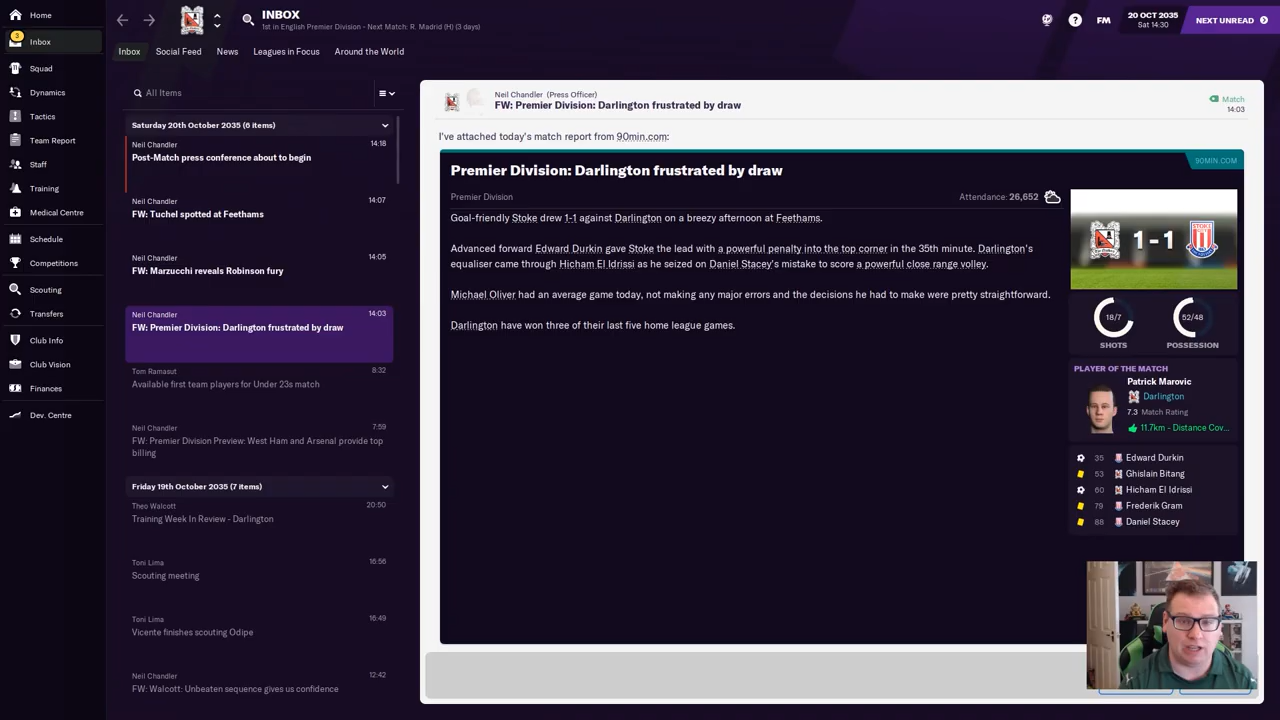 Home
3
Inbox
Squad
Dynamics
Tactics
Team Report
Staff
Training
Medical Centre
Schedule
Competitions
Scouting
Transfers
Club Info
Club Vision
Finances
Dev. Centre
INBOX
1st in English Premier Division - Next Match: R. Madrid (H) (3 days)
FM
20 OCT 2035
Sat 14:30
NEXT UNREAD
Inbox
Social Feed
News
Leagues in Focus
Around the World
All Items
Saturday 20th October 2035 (6 items)
Neil Chandler 14:18
Post-Match press conference about to begin
Neil Chandler 14:07
FW: Tuchel spotted at Feethams
Neil Chandler 14:05
FW: Marzucchi reveals Robinson fury
Neil Chandler 14:03
FW: Premier Division: Darlington frustrated by draw
Tom Ramasut 8:32
Available first team players for Under 23s match
Neil Chandler 7:59
FW: Premier Division Preview: West Ham and Arsenal provide top
billing
Friday 19th October 2035 (7 items)
Theo Walcott 20:50
Training Week In Review - Darlington
Toni Lima 16:56
Scouting meeting
Toni Lima 16:49
Vicente finishes scouting Odipe
Neil Chandler 12:42
FW: Walcott: Unbeaten sequence gives us confidence
Neil Chandler (Press Officer)
FW: Premier Division: Darlington frustrated by draw
Match
14:03
I've attached today's match report from 90min.com:
90MIN.COM
Premier Division: Darlington frustrated by draw
Premier Division
Attendance: 26,652
Goal-friendly Stoke drew 1-1 against Darlington on a breezy afternoon at Feethams.
Advanced forward Edward Durkin gave Stoke the lead with a powerful penalty into the top corner in the 35th minute. Darlington's
equaliser came through Hicham El Idrissi as he seized on Daniel Stacey's mistake to score a powerful close range volley.
Michael Oliver had an average game today, not making any major errors and the decisions he had to make were pretty straightforward.
Darlington have won three of their last five home league games.
1 - 1
18/7
SHOTS
52/48
POSSESSION
PLAYER OF THE MATCH
Patrick Marovic
Darlington
7.3 Match Rating
11.7km - Distance Cov...
35 Edward Durkin
53 Ghislain Bitang
60 Hicham El Idrissi
79 Frederik Gram
88 Daniel Stacey